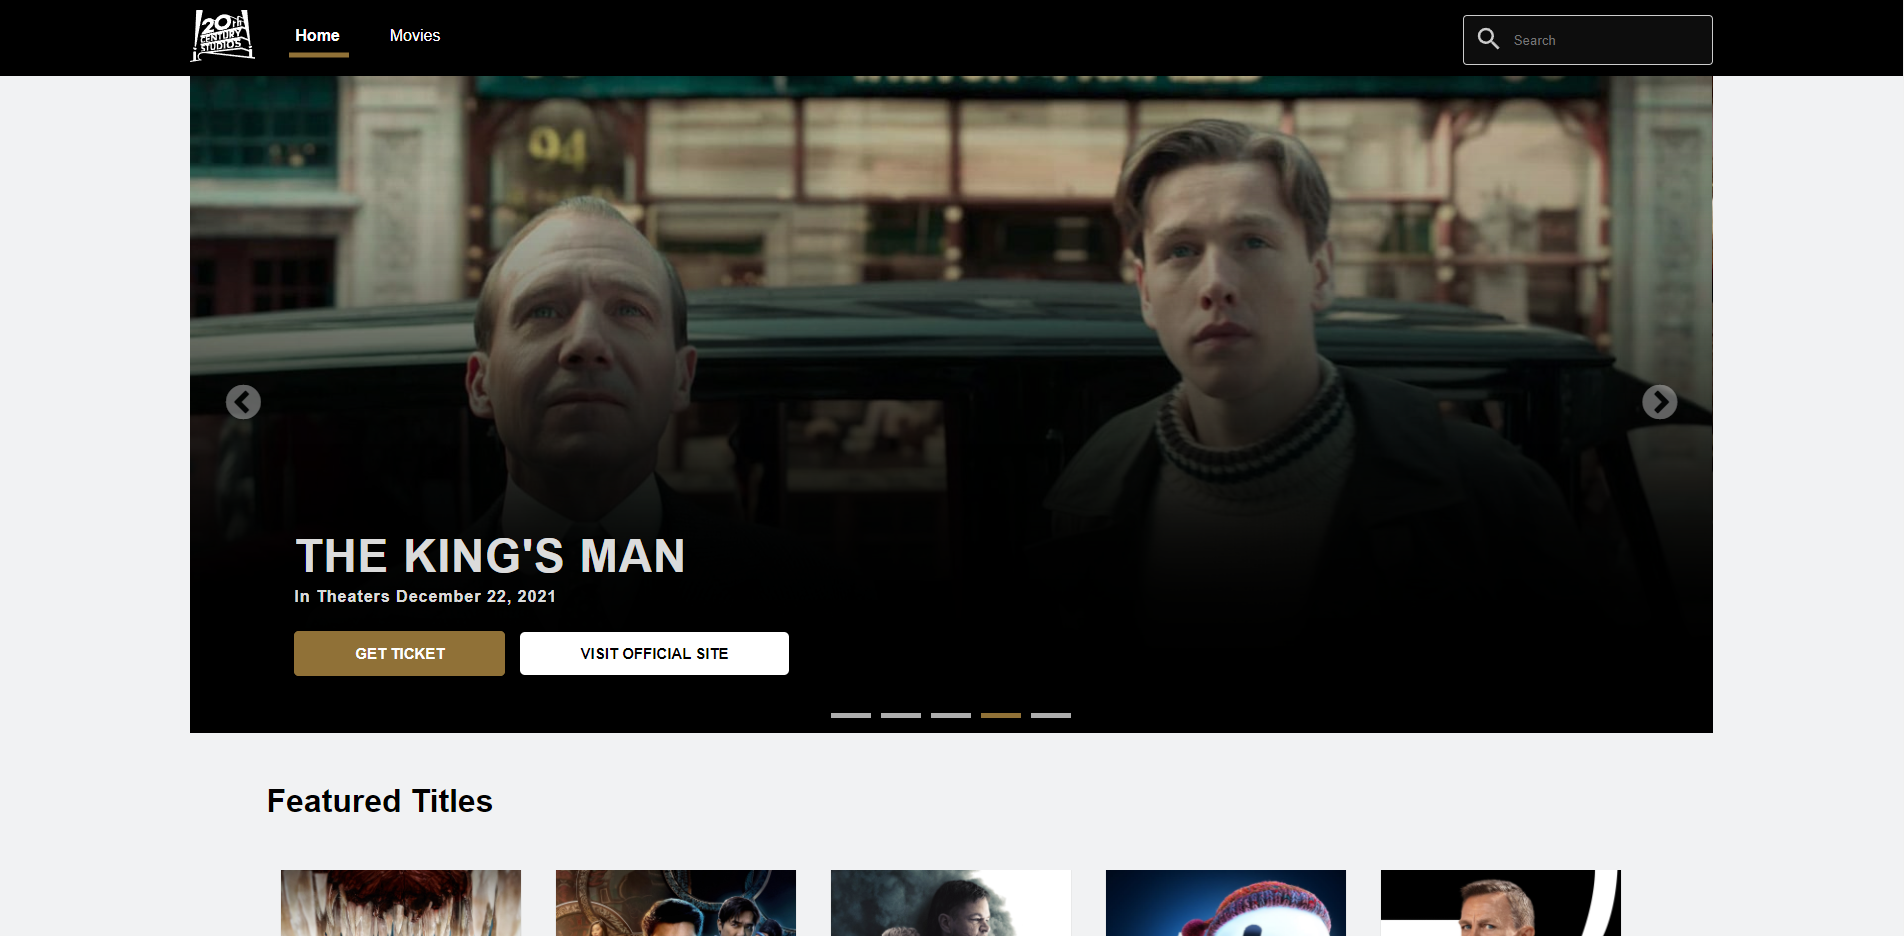 20th
CENTURY
STUDIOS
Home
Movies
Search
94
THE KING'S MAN
In Theaters December 22, 2021
GET TICKET
VISIT OFFICIAL SITE
Featured Titles